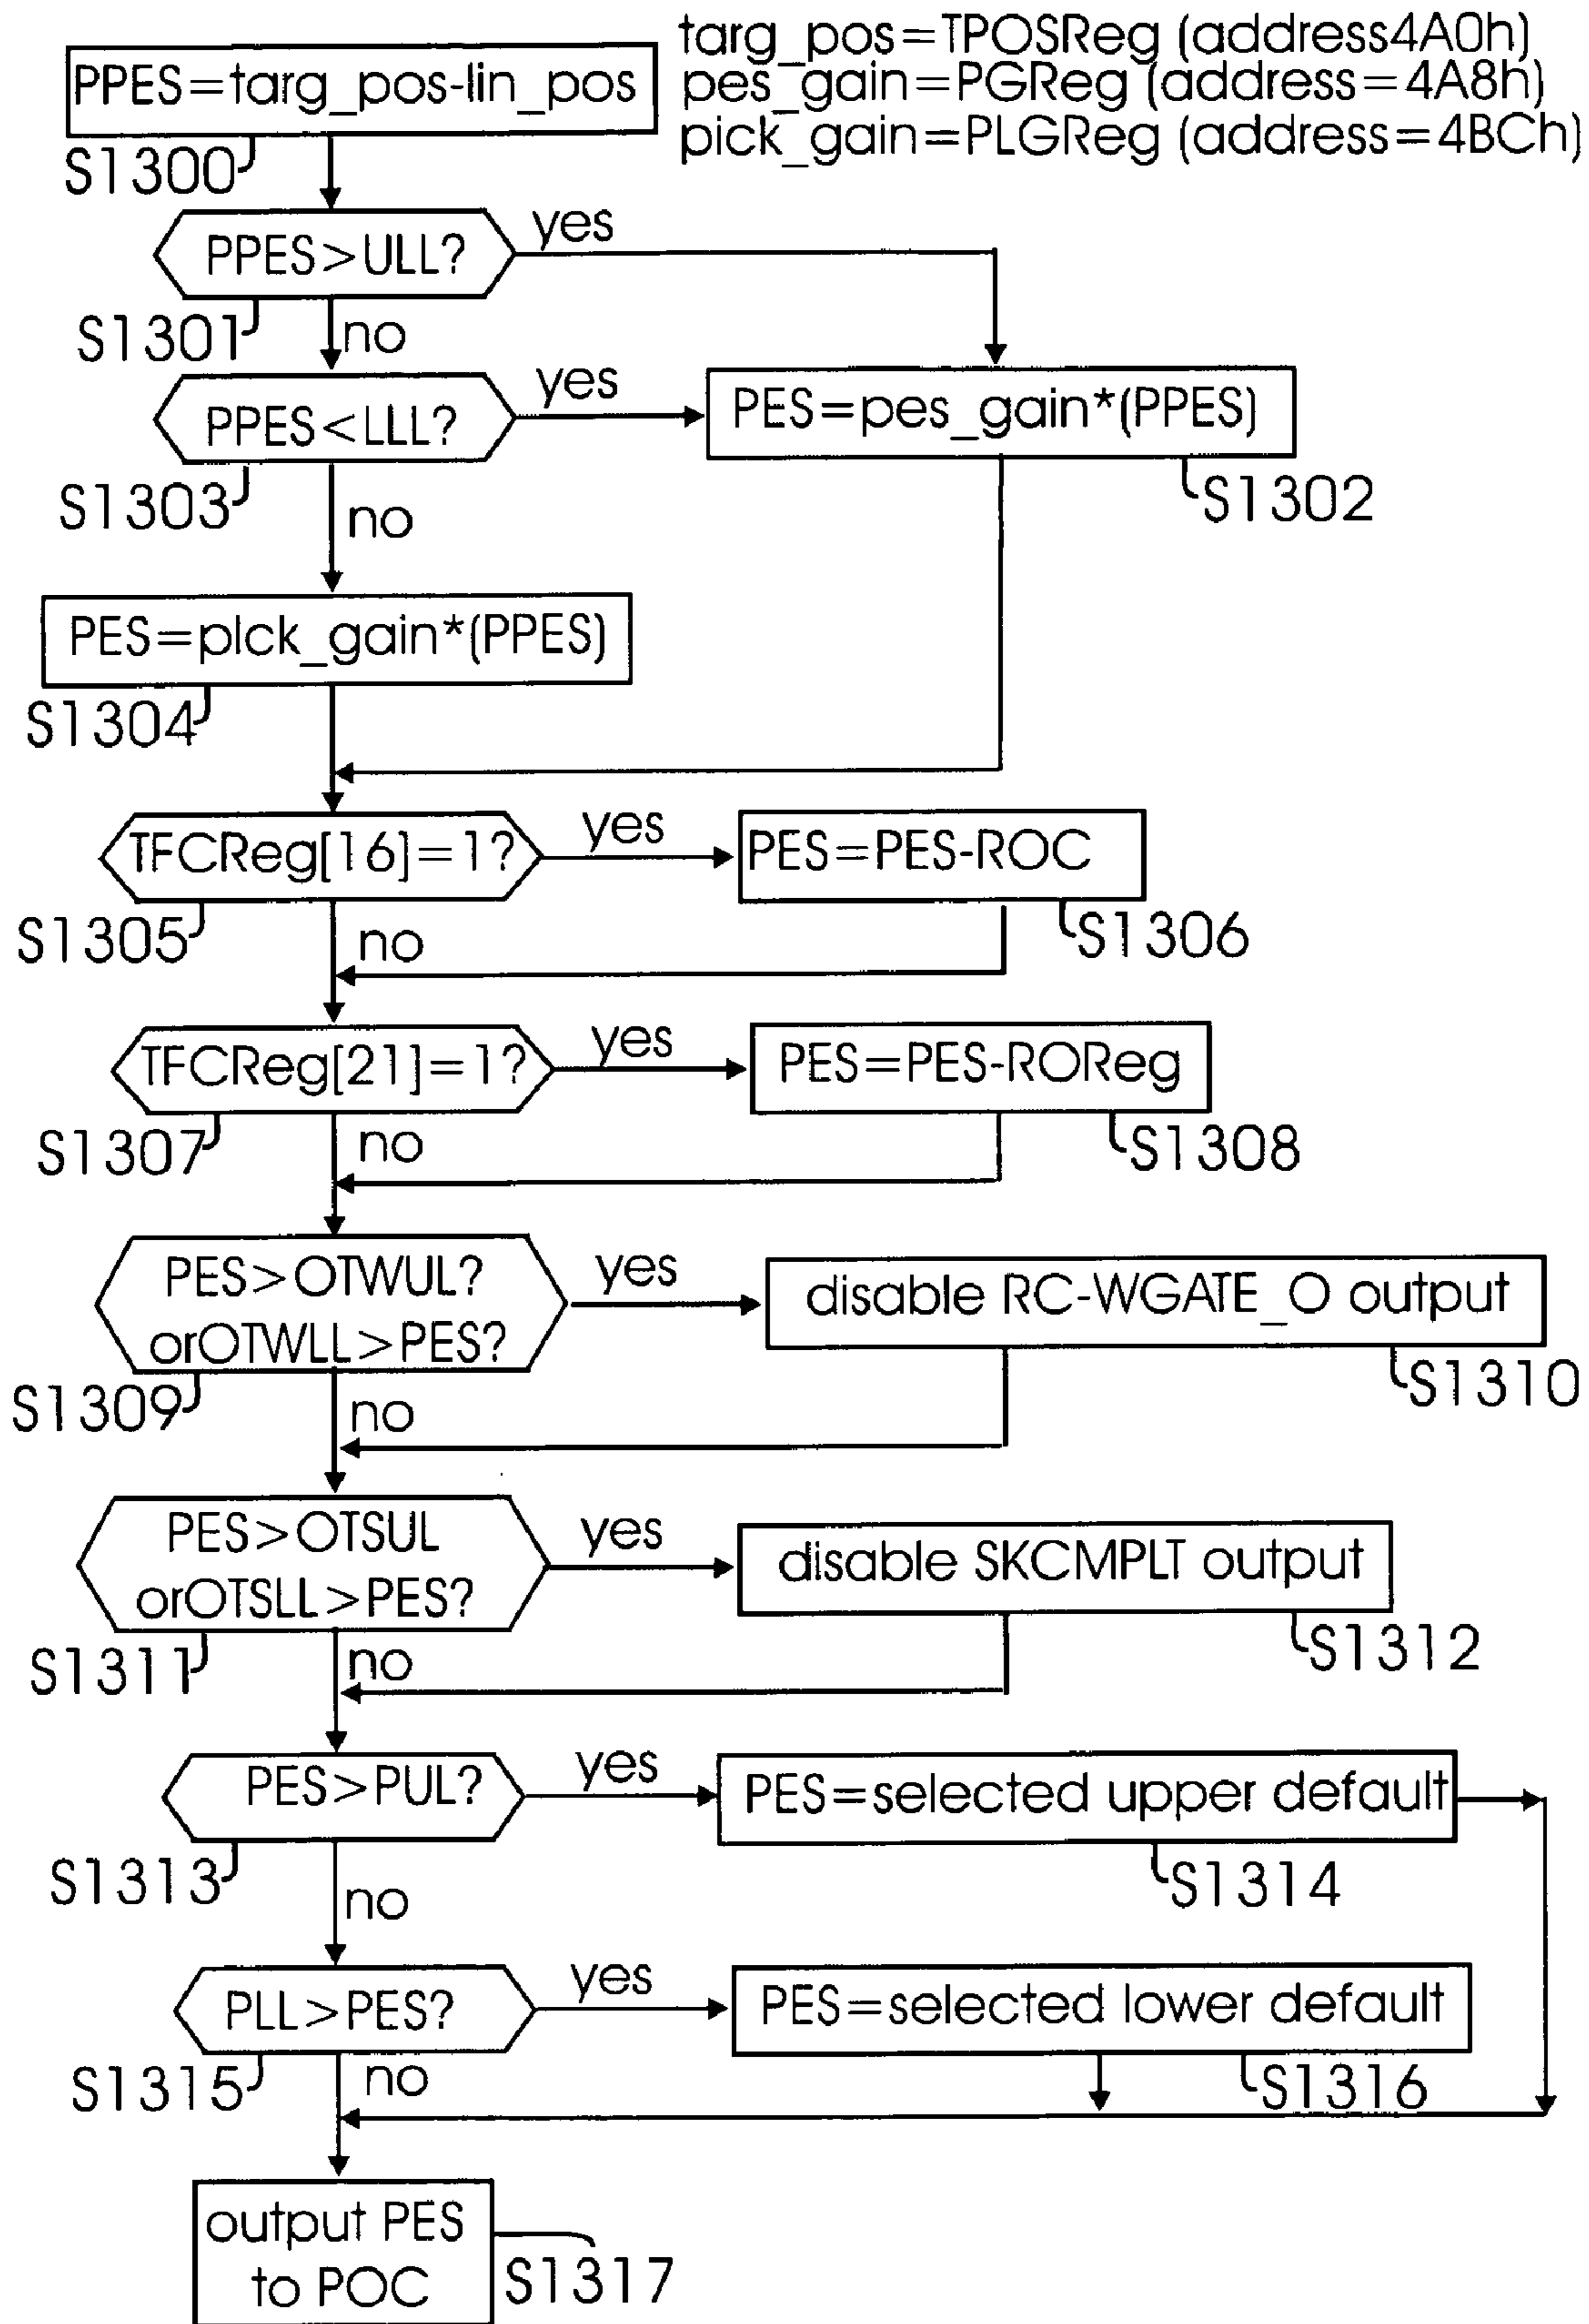 targ_pos=TPOSReg (address4A0h)
pes_gain=PGReg (address=4A8h)
pick_gain=PLGReg (address=4BCh)
PPES=targ_pos-lin_pos
S1300
PPES>ULL?
yes
S1301
no
PPES<LLL?
yes
PES=pes_gain*(PPES)
S1303
no
S1302
PES=plck_gain*(PPES)
S1304
TFCReg[16]=1?
yes
PES=PES-ROC
S1305
no
S1306
TFCReg[21]=1?
yes
PES=PES-ROReg
S1307
no
S1308
PES>OTWUL?
orOTWLL>PES?
yes
disable RC-WGATE_O output
S1309
no
S1310
PES>OTSUL
orOTSLL>PES?
yes
disable SKCMPLT output
S1311
no
S1312
PES>PUL?
yes
PES=selected upper default
S1313
no
S1314
PLL>PES?
yes
PES=selected lower default
S1315
no
S1316
output PES
to POC
S1317